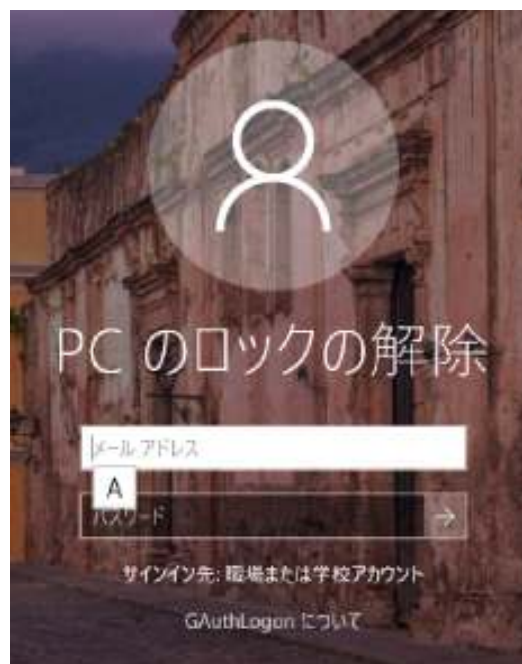 PC のロックの解除
メール アドレス
A
パスワード
サインイン先: 職場または学校アカウント
GAuthLogon について